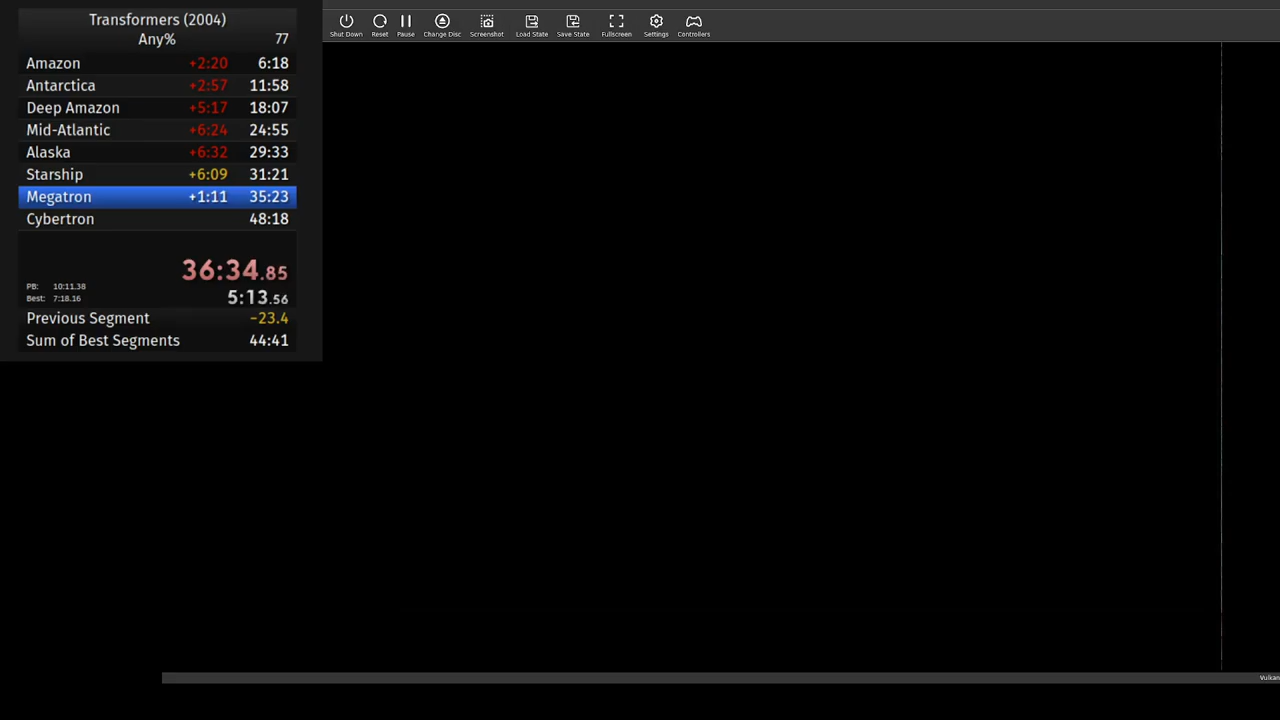 Transformers (2004)
Any% 77
Shut Down Reset Pause Change Disc Screenshot Load State Save State Fullscreen Settings Controllers
Amazon +2:20 6:18
Antarctica +2:57 11:58
Deep Amazon +5:17 18:07
Mid-Atlantic +6:24 24:55
Alaska +6:32 29:33
Starship +6:09 31:21
Megatron +1:11 35:23
Cybertron 48:18
36:34.85
PB: 10:11.38
Best: 7:18.16
5:13.56
Previous Segment -23.4
Sum of Best Segments 44:41
Vulkan